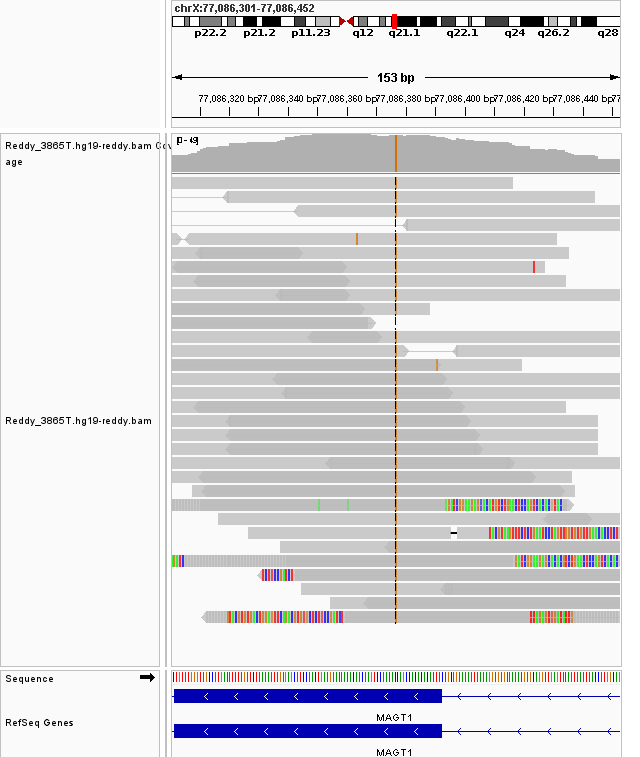 chrX:77,086,301-77,086,452
p22.2 p21.2 p11.23 q12 q21.1 q22.1 q24 q26.2 q28
153 bp
77,086,320 bp 77,086,340 bp 77,086,360 bp 77,086,380 bp 77,086,400 bp 77,086,420 bp 77,086,440 bp
Reddy_3865T.hg19-reddy.bam Cov
age
Reddy_3865T.hg19-reddy.bam
Sequence
MAGT1
RefSeq Genes
MAGT1